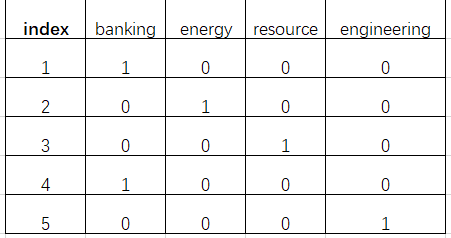 index banking energy resource engineering
1 1 0 0 0
2 0 1 0 0
3 0 0 1 0
4 1 0 0 0
5 0 0 0 1